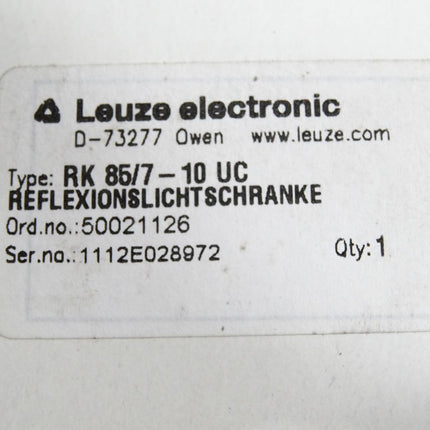 Leuze electronic
D-73277 Owen www.leuze.com
Type: RK 85/7-10 UC
REFLEXIONSLICHTSCHRANKE
Ord.no.:50021126
Ser.no.:1112E028972 Qty:1